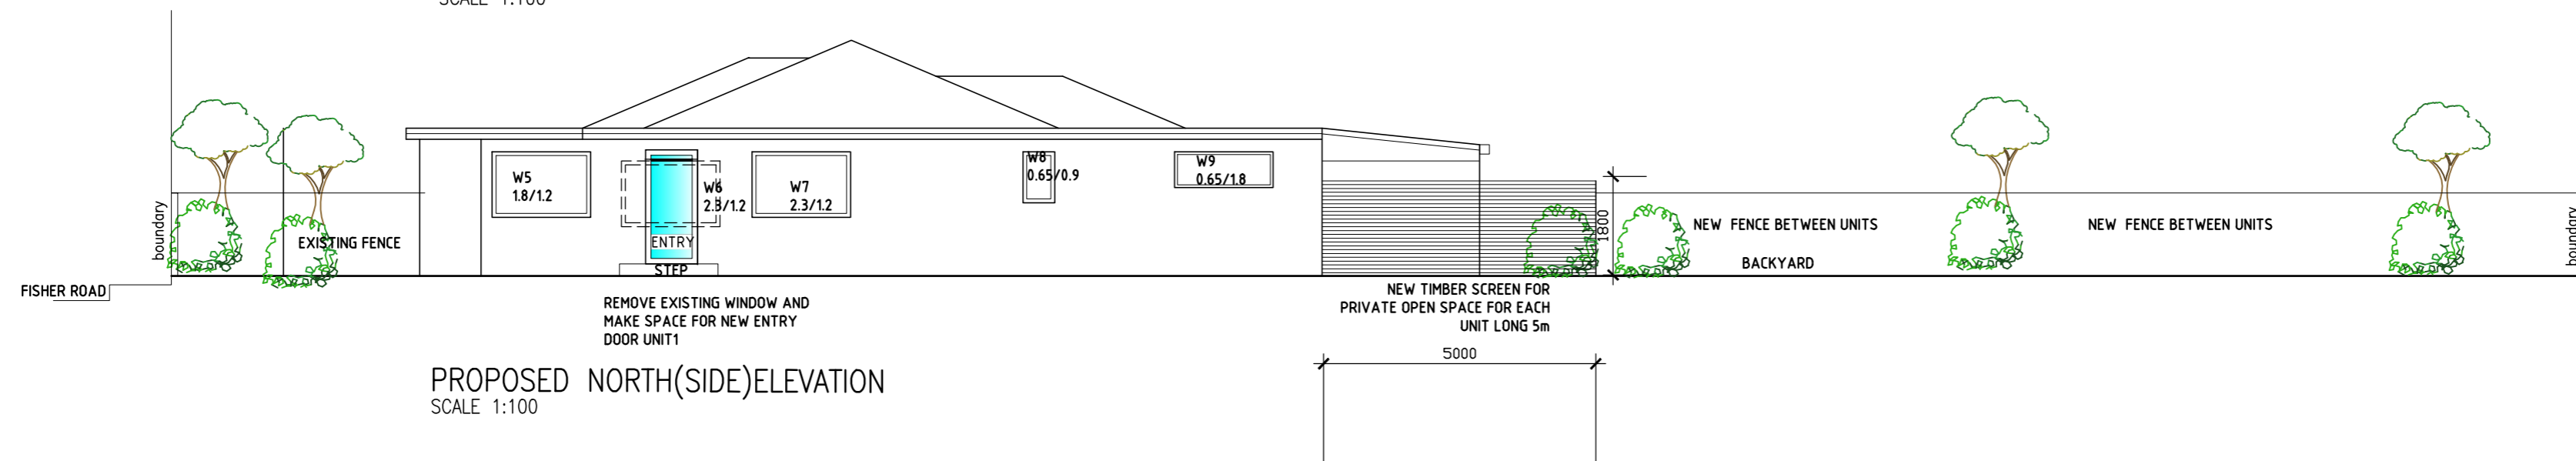 SCALE 1:100
W5
1.8/1.2
W6
2.3/1.2
W7
2.3/1.2
W8
0.65/0.9
W9
0.65/1.8
boundary
EXISTING FENCE
ENTRY
STEP
1800
NEW FENCE BETWEEN UNITS
NEW FENCE BETWEEN UNITS
BACKYARD
boundary
FISHER ROAD
REMOVE EXISTING WINDOW AND
MAKE SPACE FOR NEW ENTRY
DOOR UNIT1
NEW TIMBER SCREEN FOR
PRIVATE OPEN SPACE FOR EACH
UNIT LONG 5m
5000
PROPOSED NORTH(SIDE)ELEVATION
SCALE 1:100